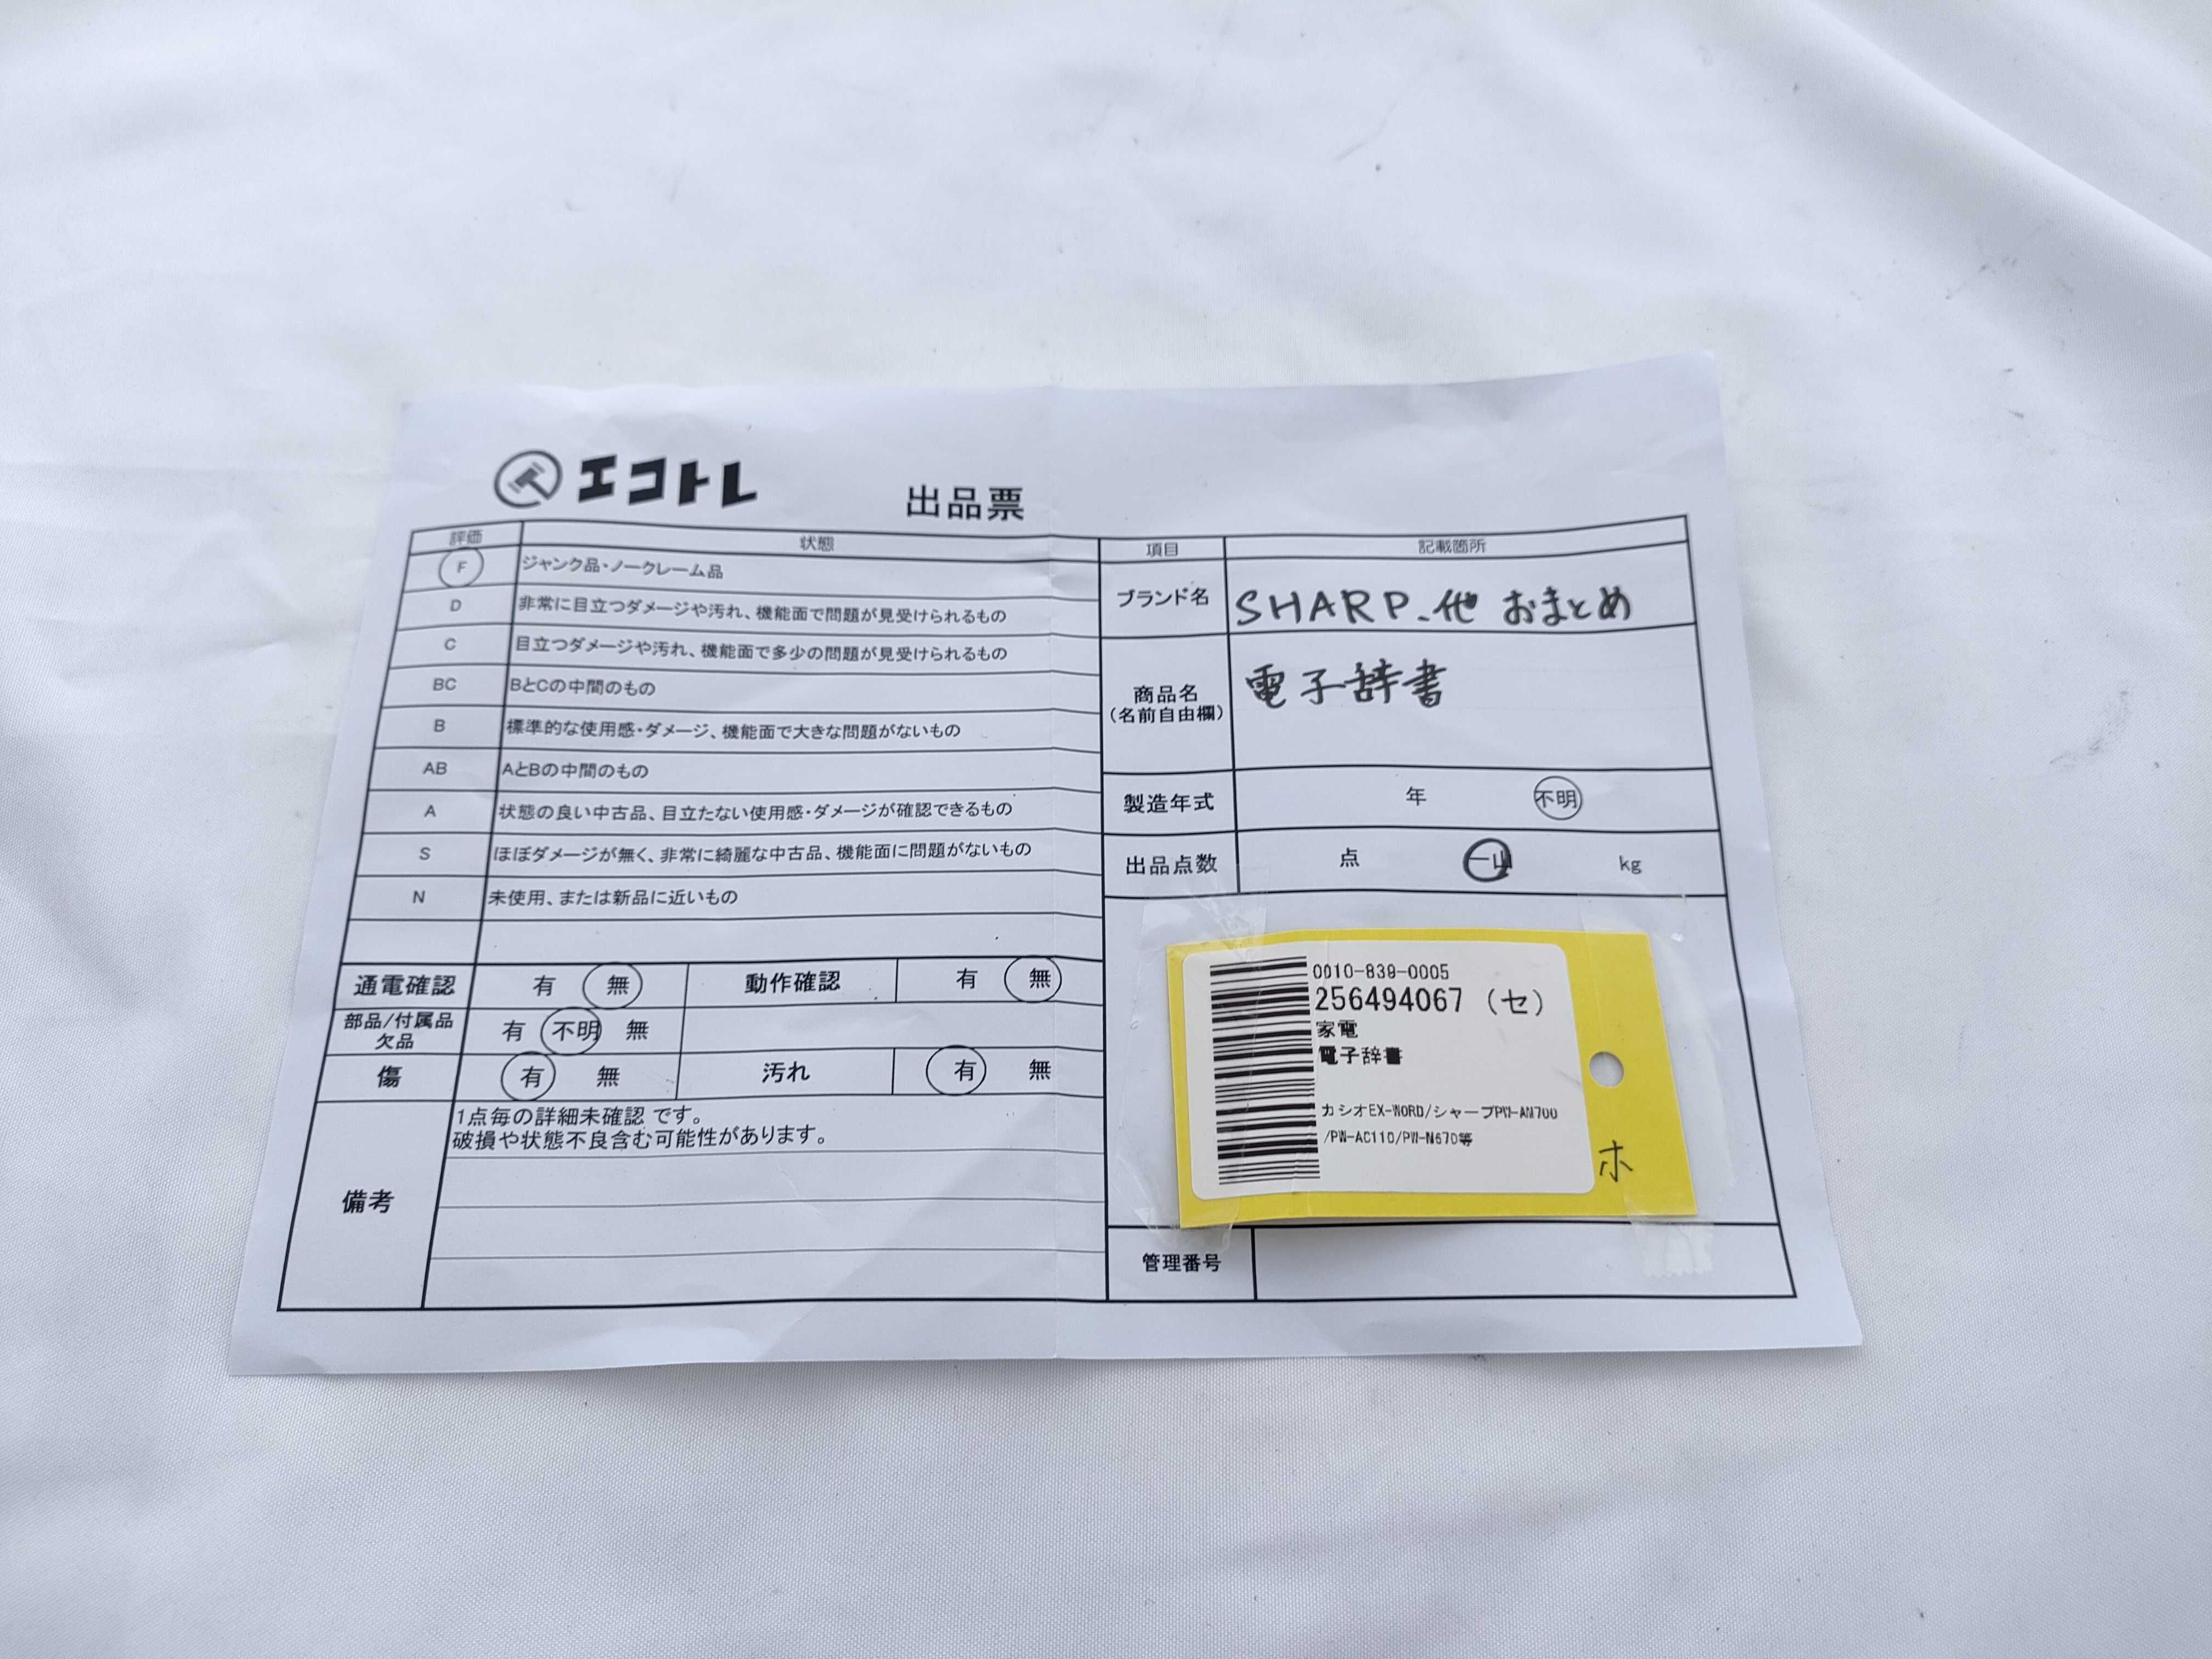 エコトレ
出品票
評価 状態
F ジャンク品・ノークレーム品
D 非常に目立つダメージや汚れ、機能面で問題が見受けられるもの
C 目立つダメージや汚れ、機能面で多少の問題が見受けられるもの
BC BとCの中間のもの
B 標準的な使用感・ダメージ、機能面で大きな問題がないもの
AB AとBの中間のもの
A 状態の良い中古品、目立たない使用感・ダメージが確認できるもの
S ほぼダメージが無く、非常に綺麗な中古品、機能面に問題がないもの
N 未使用、または新品に近いもの
通電確認 有 無 動作確認 有 無
部品/付属品
欠品
有 不明 無
傷 有 無 汚れ 有 無
備考
1点毎の詳細未確認 です。
破損や状態不良含む可能性があります。
項目 記載箇所
ブランド名 SHARP.他 おまとめ
商品名
(名前自由欄)
電子辞書
製造年式 年 不明
出品点数 点 一山 kg
0010-839-0005
256494067 (セ)
家電
電子辞書
カシオEX-WORD/シャープPW-AM700
/PW-AC110/PW-N670等
ホ
管理番号